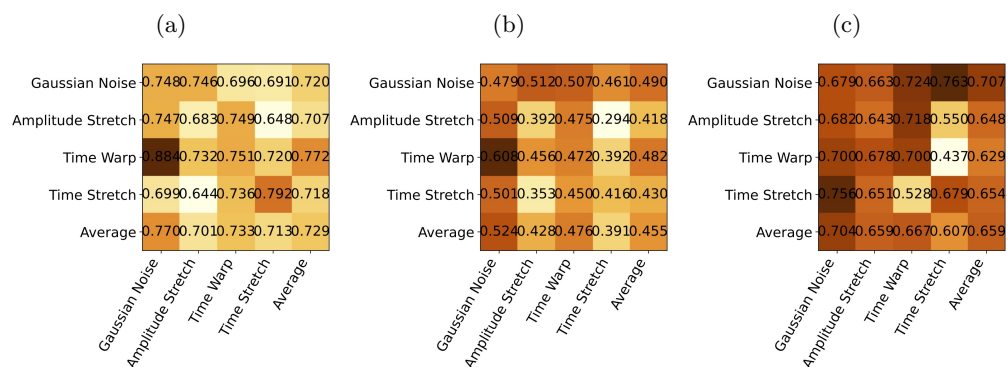 (a)
Gaussian Noise 0.748 0.746 0.696 0.691 0.720
Amplitude Stretch 0.747 0.683 0.749 0.648 0.707
Time Warp 0.884 0.732 0.751 0.720 0.772
Time Stretch 0.699 0.644 0.736 0.792 0.718
Average 0.770 0.701 0.733 0.713 0.729
Gaussian Noise
Amplitude Stretch
Time Warp
Time Stretch
Average
(b)
Gaussian Noise 0.479 0.512 0.507 0.461 0.490
Amplitude Stretch 0.509 0.392 0.475 0.294 0.418
Time Warp 0.608 0.456 0.472 0.392 0.482
Time Stretch 0.501 0.353 0.450 0.416 0.430
Average 0.524 0.428 0.476 0.391 0.455
Gaussian Noise
Amplitude Stretch
Time Warp
Time Stretch
Average
(c)
Gaussian Noise 0.679 0.663 0.724 0.763 0.707
Amplitude Stretch 0.682 0.643 0.718 0.550 0.648
Time Warp 0.700 0.678 0.700 0.437 0.629
Time Stretch 0.756 0.651 0.528 0.679 0.654
Average 0.704 0.659 0.667 0.607 0.659
Gaussian Noise
Amplitude Stretch
Time Warp
Time Stretch
Average